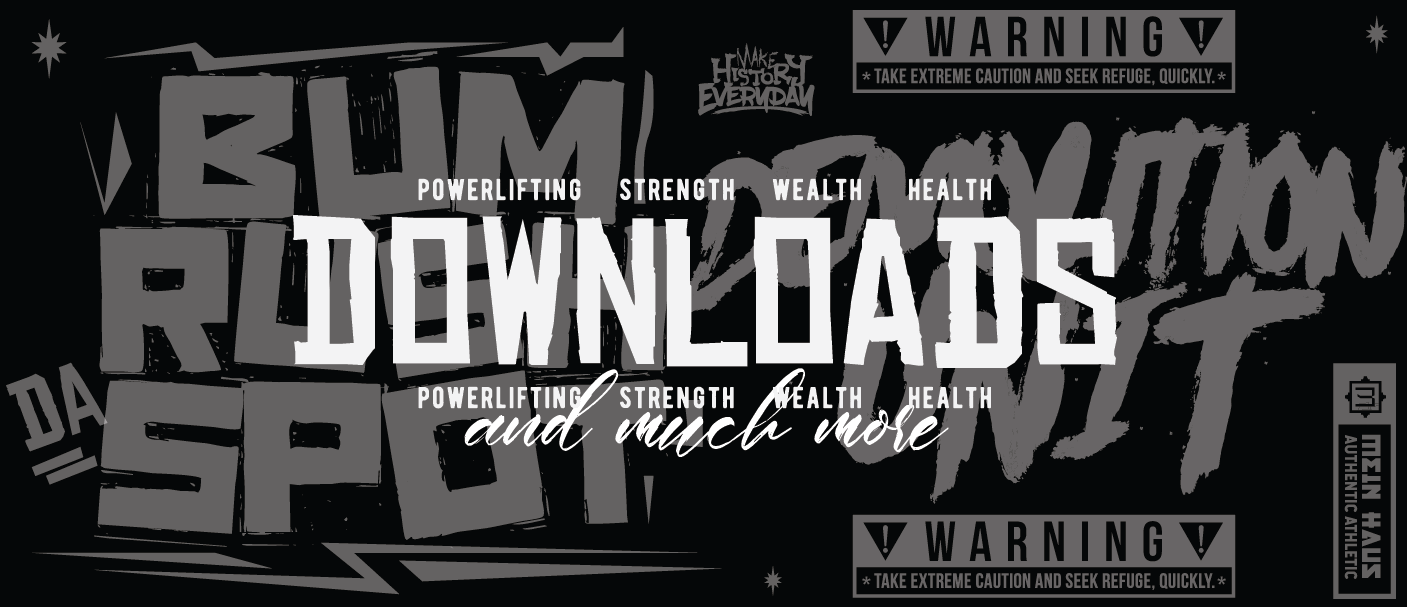 BUM
RUSH
DA
SPOT
MAKE
HISTORY
EVERYDAY
WARNING
*TAKE EXTREME CAUTION AND SEEK REFUGE, QUICKLY.*
DEMOLITION
UNIT
POWERLIFTING STRENGTH WEALTH HEALTH
DOWNLOADS
POWERLIFTING STRENGTH WEALTH HEALTH
and much more
WARNING
*TAKE EXTREME CAUTION AND SEEK REFUGE, QUICKLY.*
MEIN HAUS
AUTHENTIC ATHLETIC